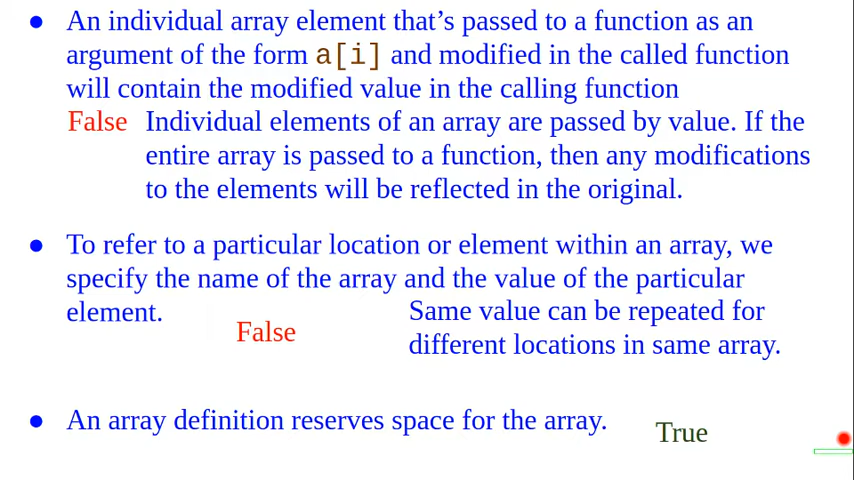 ● An individual array element that’s passed to a function as an
argument of the form a[i] and modified in the called function
will contain the modified value in the calling function
False Individual elements of an array are passed by value. If the
entire array is passed to a function, then any modifications
to the elements will be reflected in the original.
● To refer to a particular location or element within an array, we
specify the name of the array and the value of the particular
element.
False
Same value can be repeated for
different locations in same array.
● An array definition reserves space for the array.
True